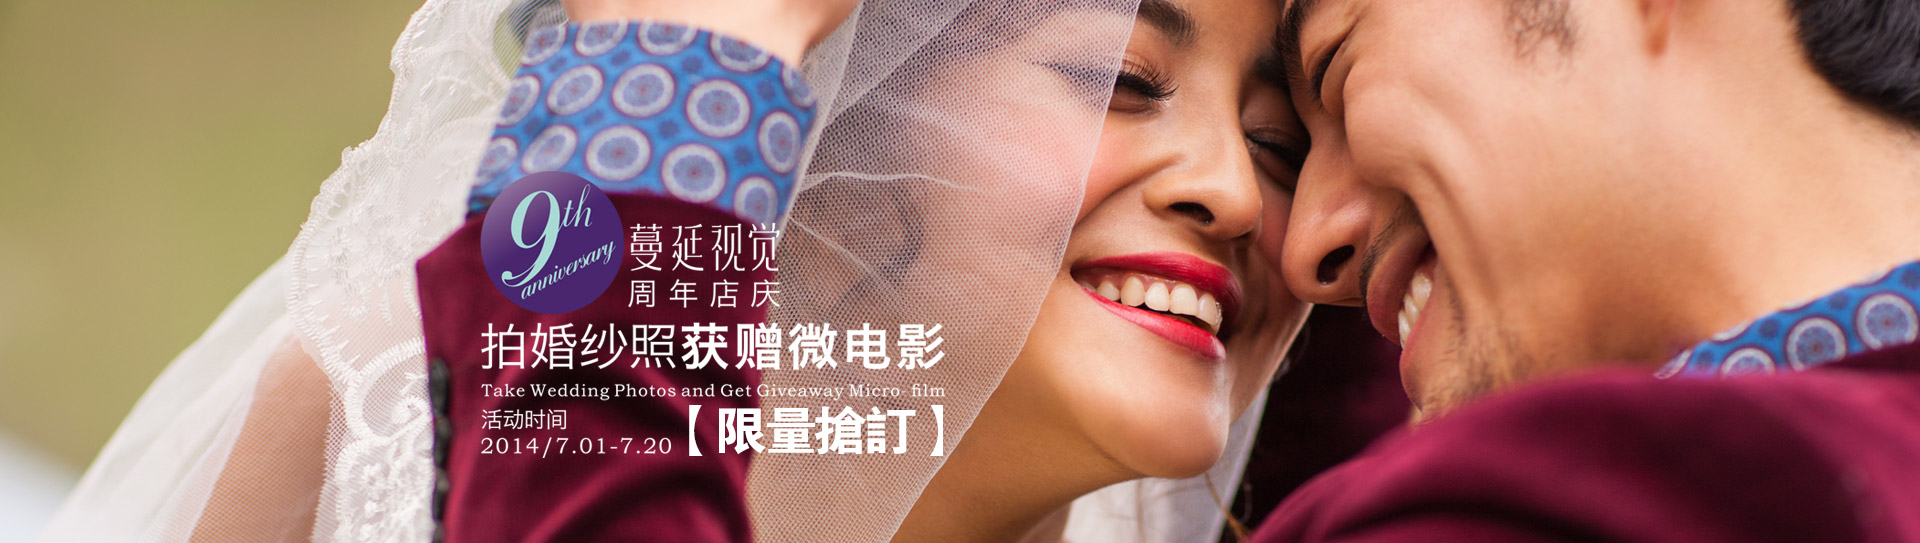 9th
anniversary
蔓延视觉
周年店庆
拍婚纱照获赠微电影
Take Wedding Photos and Get Giveaway Micro- film
活动时间
2014/7.01-7.20
【限量搶訂】